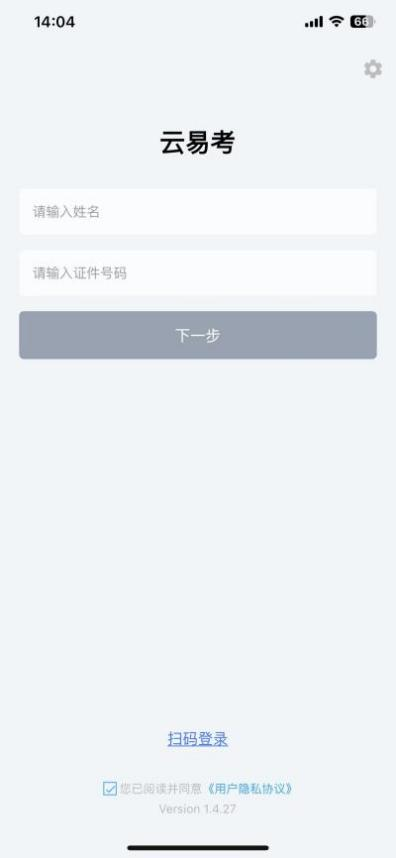 14:04
66
云易考
请输入姓名
请输入证件号码
下一步
扫码登录
您已阅读并同意《用户隐私协议》
Version 1.4.27